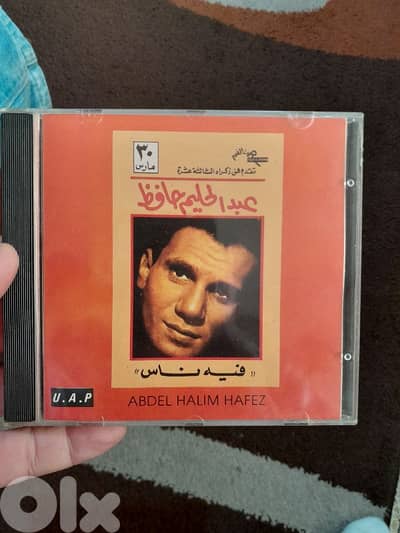 ٣٠
مارس
صوت الفن
تقدم في ذكراه الثالثة عشرة
عبد الحليم حافظ
« فيه ناس »
U.A.P
ABDEL HALIM HAFEZ
OLX